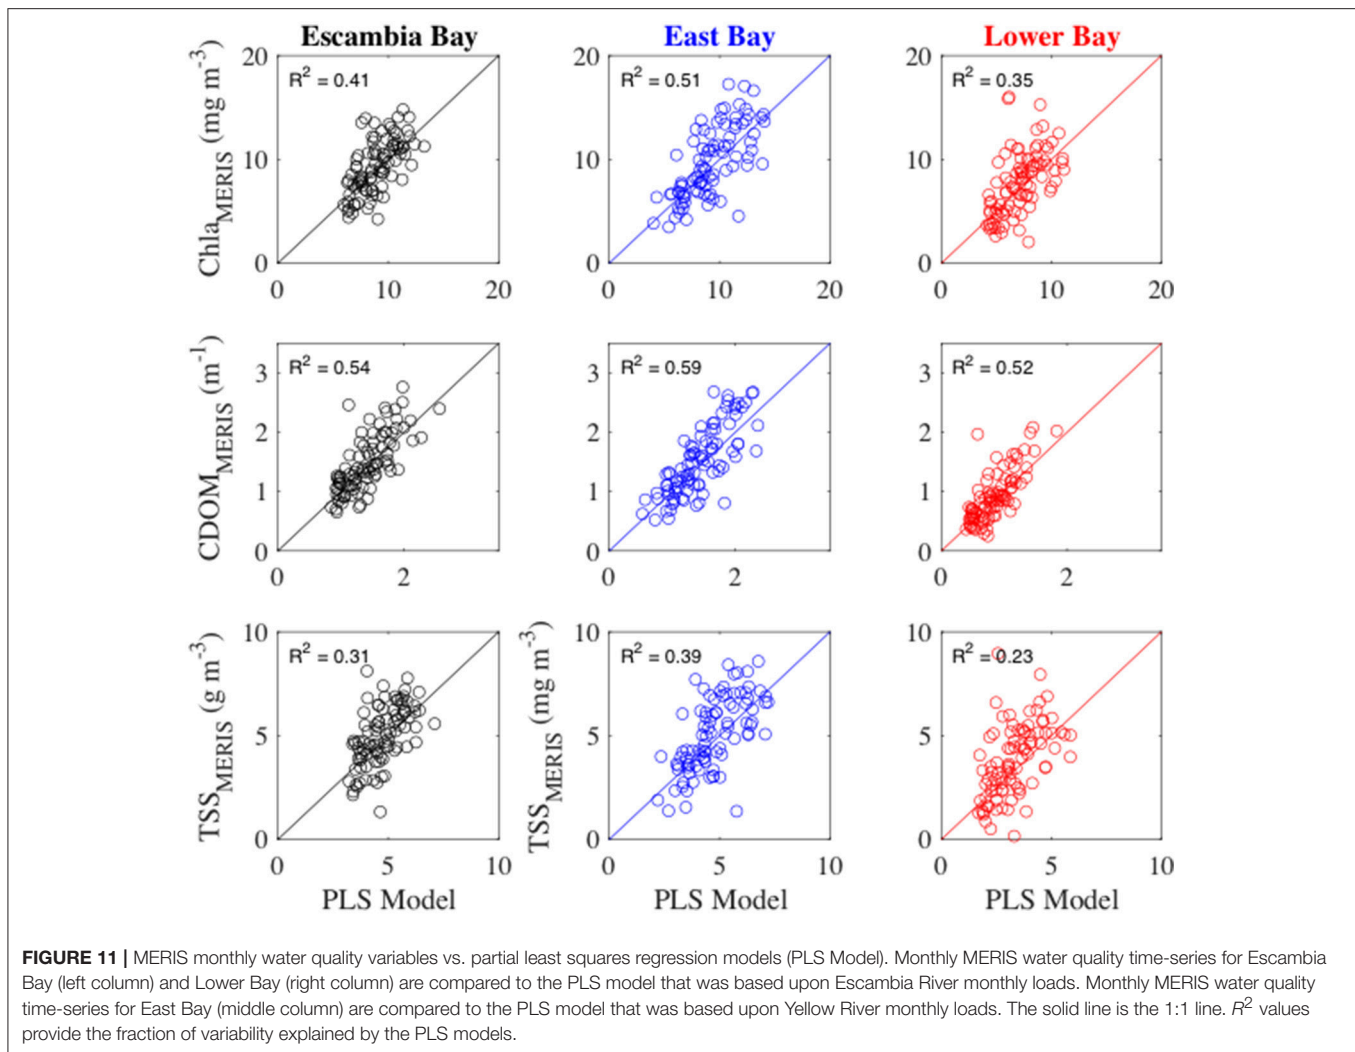 Escambia Bay
East Bay
Lower Bay
Chla_MERIS (mg m⁻³)
20
10
0
R² = 0.41
0 10 20
20
10
0
R² = 0.51
0 10 20
20
10
0
R² = 0.35
0 10 20
CDOM_MERIS (m⁻¹)
3
2
1
0
R² = 0.54
0 2
3
2
1
0
R² = 0.59
0 2
3
2
1
0
R² = 0.52
0 2
TSS_MERIS (g m⁻³)
10
5
0
R² = 0.31
0 5 10
PLS Model
TSS_MERIS (mg m⁻³)
10
5
0
R² = 0.39
0 5 10
PLS Model
10
5
0
R² = 0.23
0 5 10
PLS Model
FIGURE 11 | MERIS monthly water quality variables vs. partial least squares regression models (PLS Model). Monthly MERIS water quality time-series for Escambia
Bay (left column) and Lower Bay (right column) are compared to the PLS model that was based upon Escambia River monthly loads. Monthly MERIS water quality
time-series for East Bay (middle column) are compared to the PLS model that was based upon Yellow River monthly loads. The solid line is the 1:1 line. R² values
provide the fraction of variability explained by the PLS models.